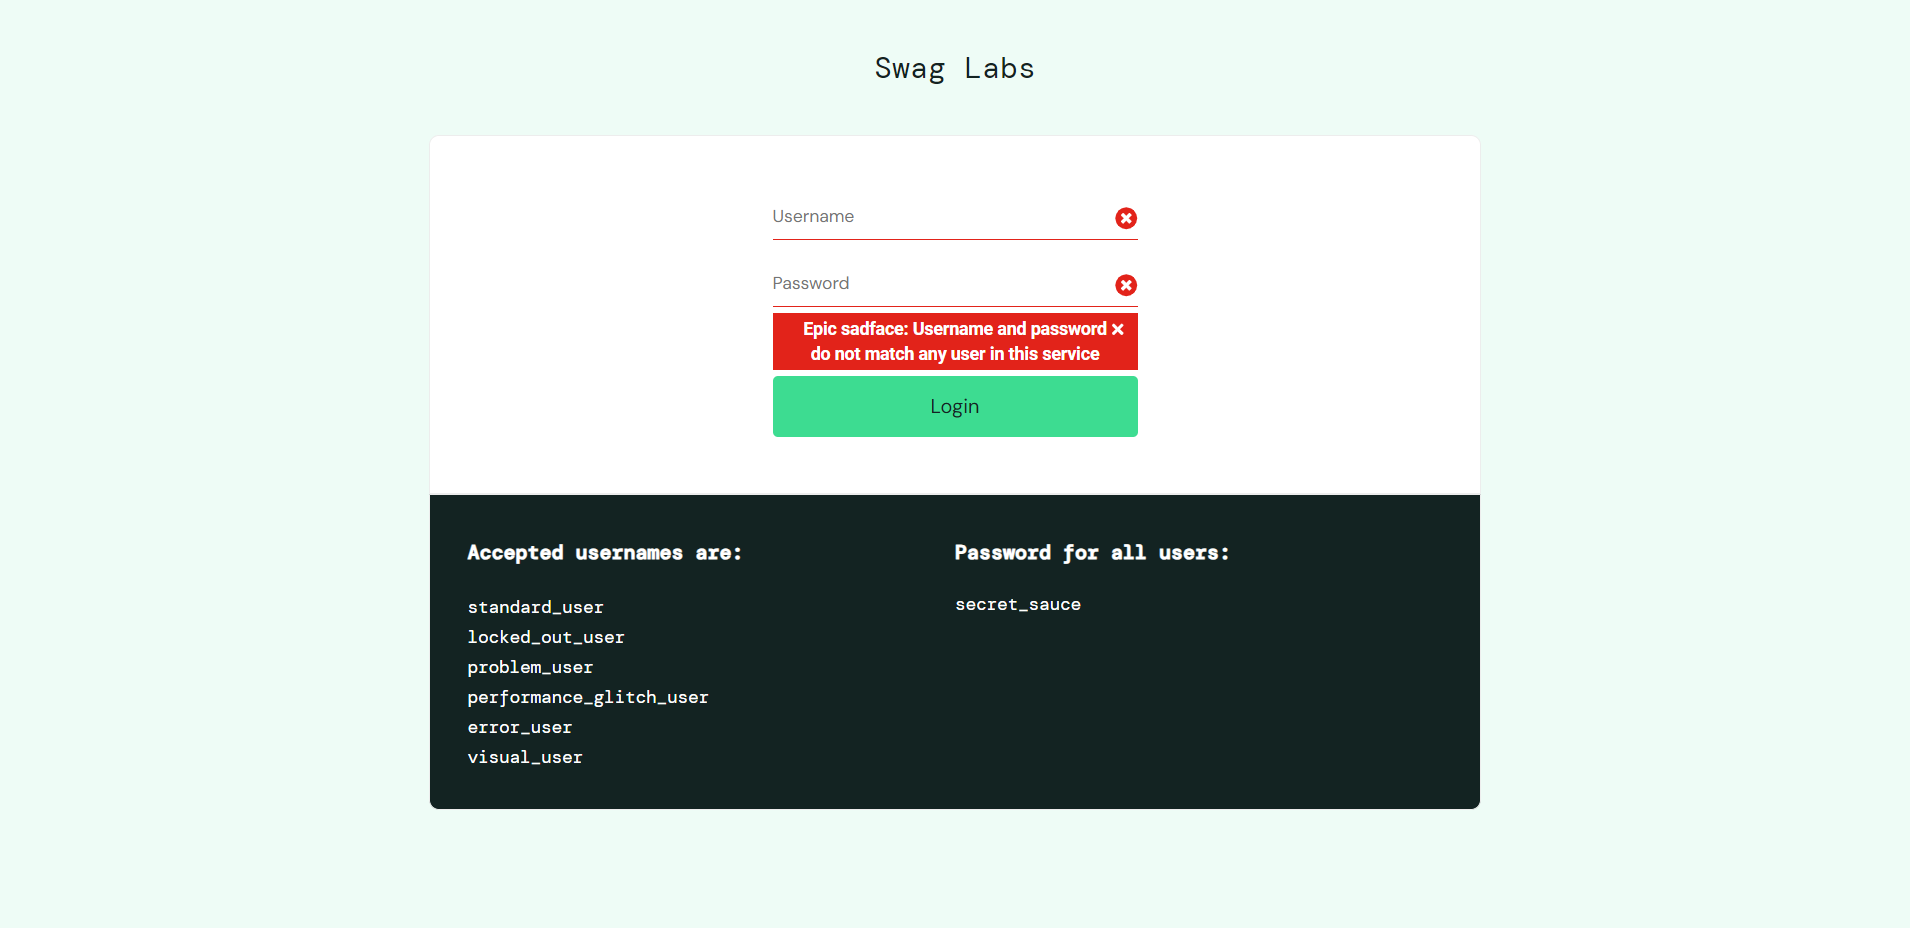 Swag Labs
Username
Password
Epic sadface: Username and password
do not match any user in this service
Login
Accepted usernames are:
standard_user
locked_out_user
problem_user
performance_glitch_user
error_user
visual_user
Password for all users:
secret_sauce